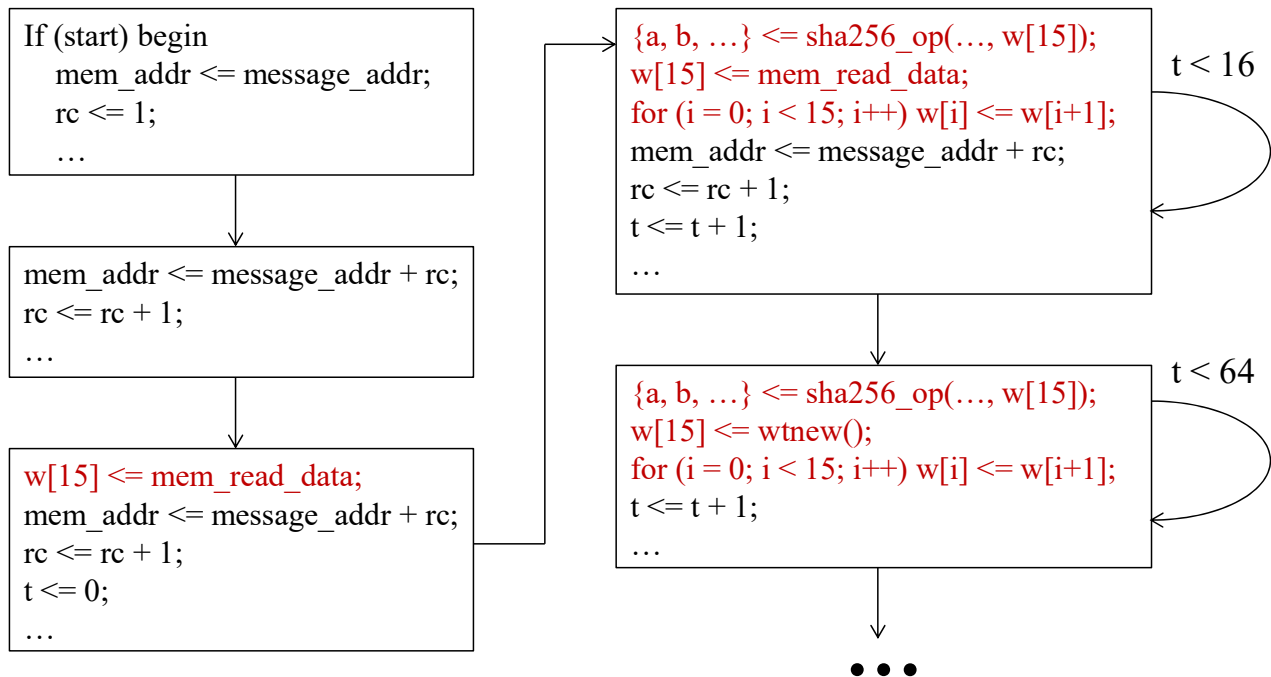 If (start) begin
mem_addr <= message_addr;
rc <= 1;
…
mem_addr <= message_addr + rc;
rc <= rc + 1;
…
w[15] <= mem_read_data;
mem_addr <= message_addr + rc;
rc <= rc + 1;
t <= 0;
…
{a, b, …} <= sha256_op(…, w[15]);
w[15] <= mem_read_data;
for (i = 0; i < 15; i++) w[i] <= w[i+1];
mem_addr <= message_addr + rc;
rc <= rc + 1;
t <= t + 1;
…
t < 16
{a, b, …} <= sha256_op(…, w[15]);
w[15] <= wtnew();
for (i = 0; i < 15; i++) w[i] <= w[i+1];
t <= t + 1;
…
t < 64
•••